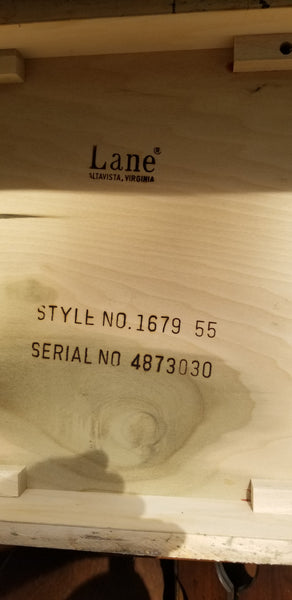 Lane®
ALTAVISTA, VIRGINIA
STYLE NO. 1679 55
SERIAL NO 4873030